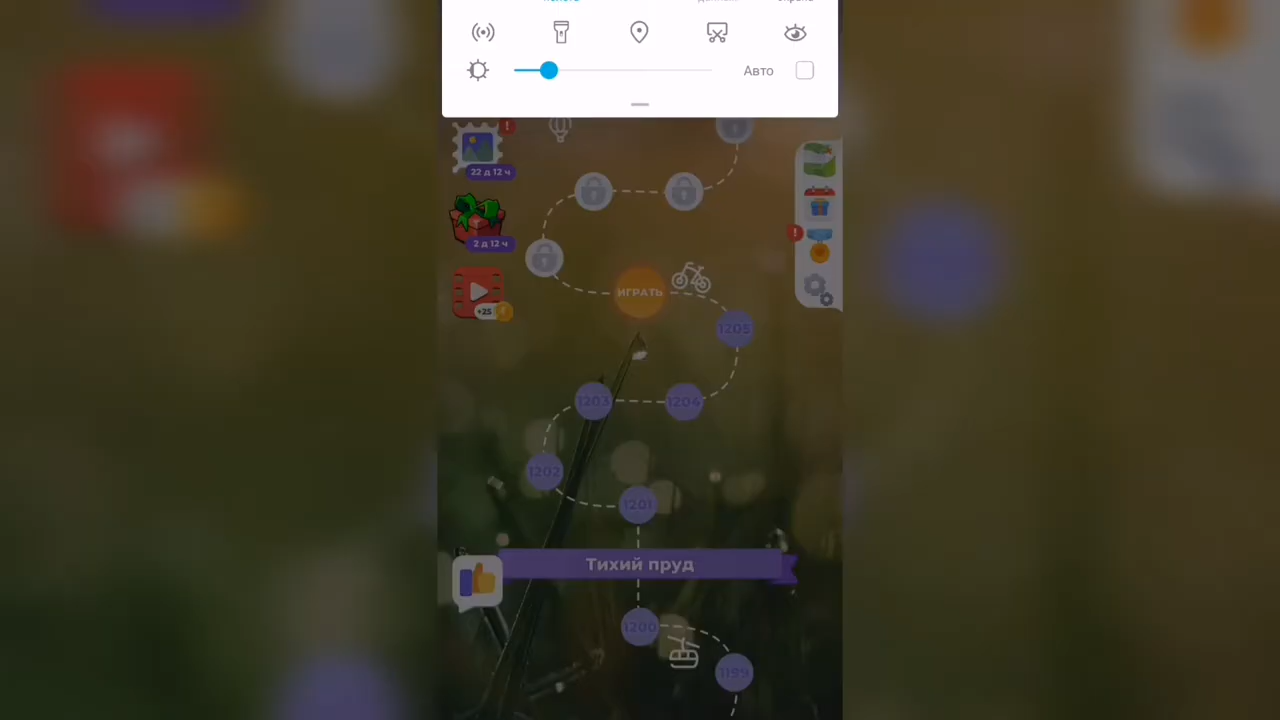 Авто
!
22 д 12 ч
2 д 12 ч
!
ИГРАТЬ
+25
1205
1203
1204
1202
1201
Тихий пруд
1200
1199